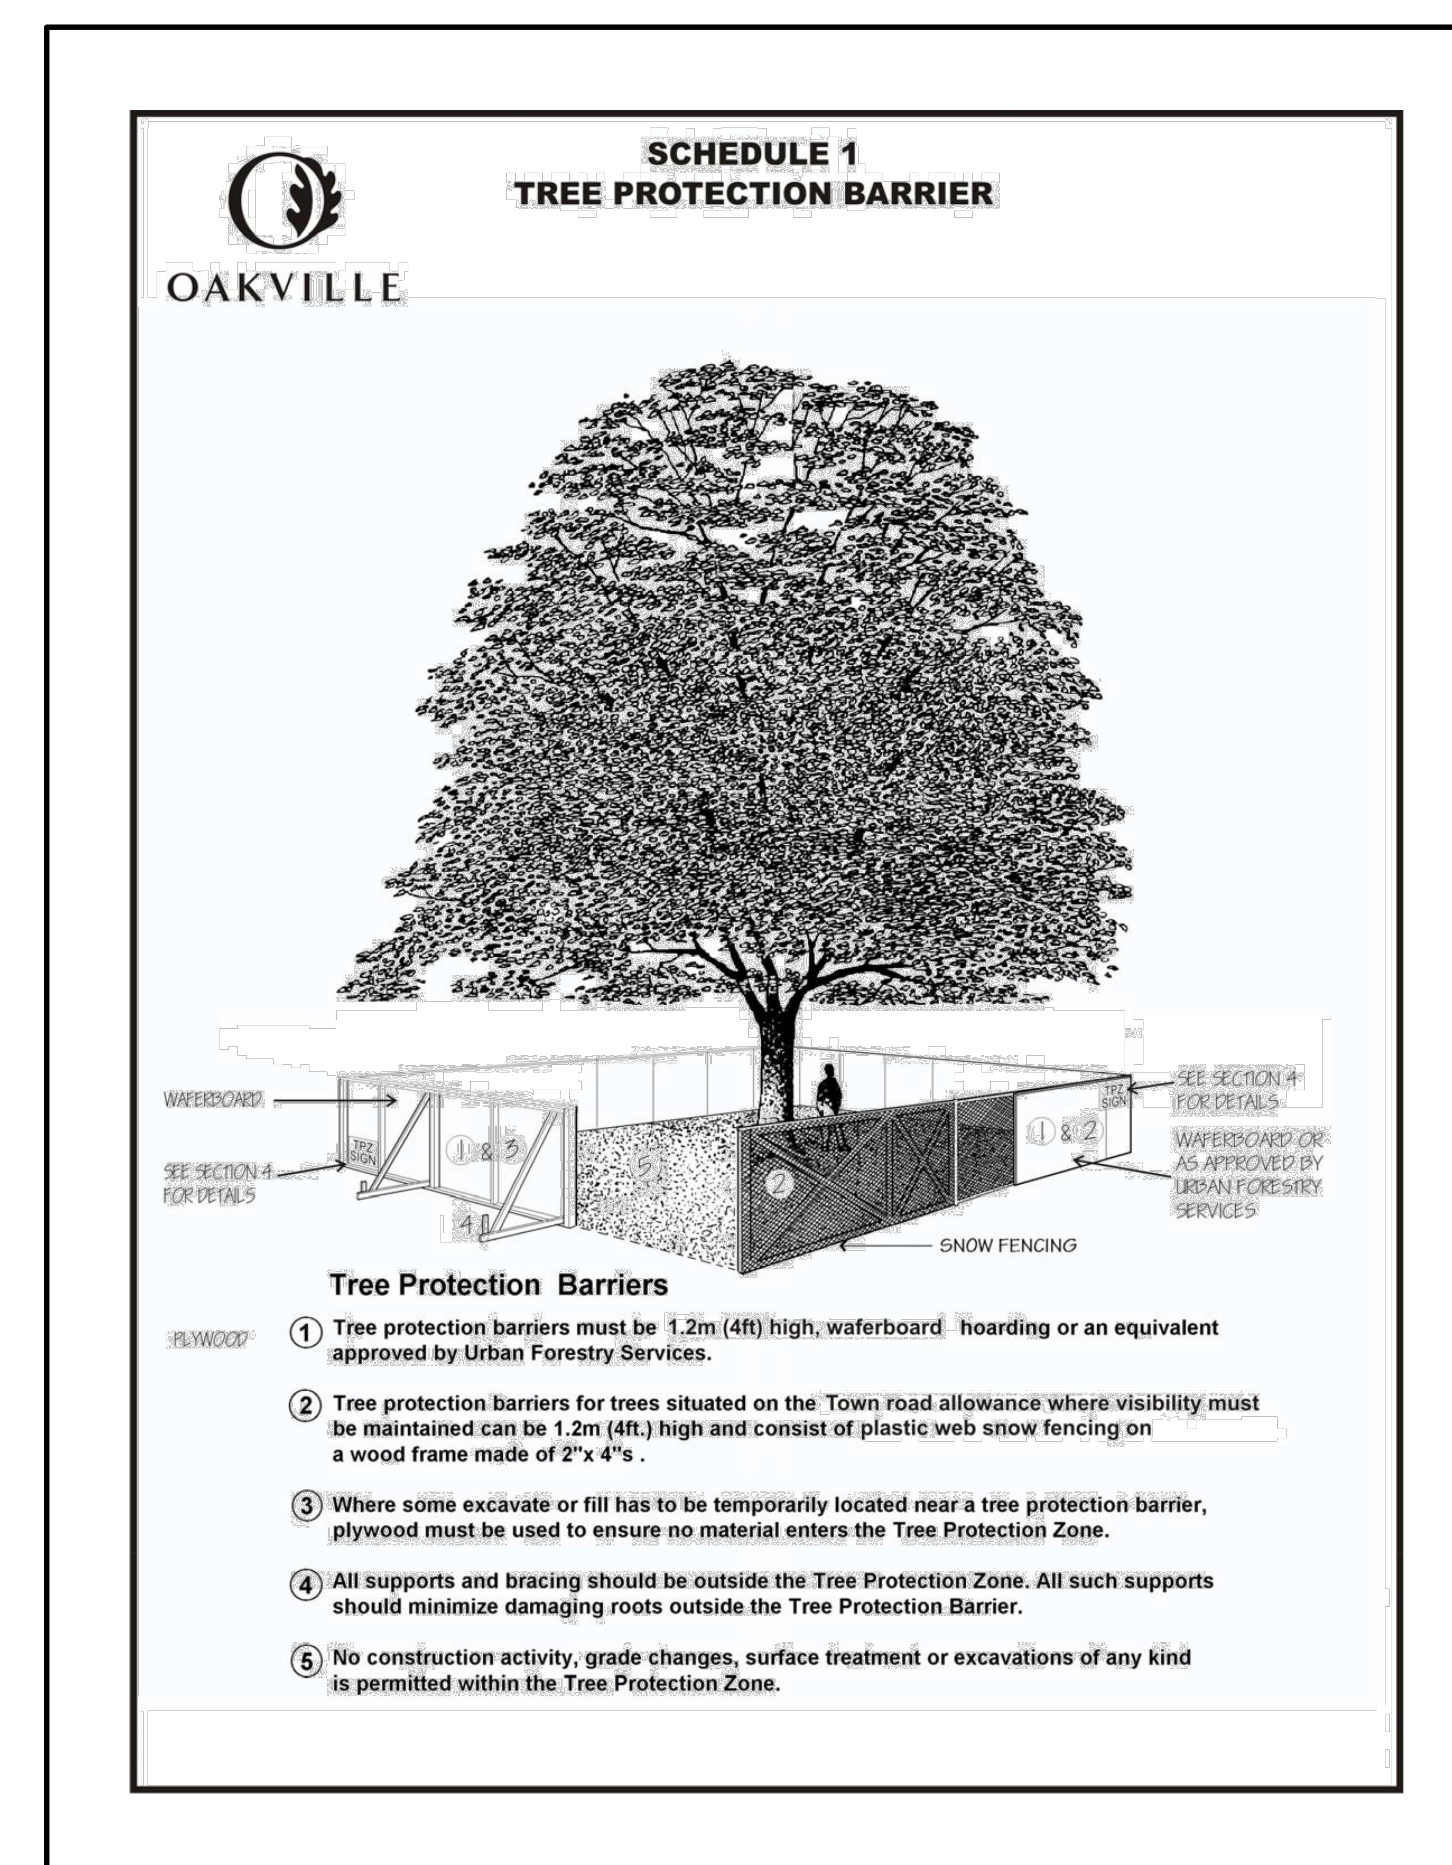 SCHEDULE 1
TREE PROTECTION BARRIER
OAKVILLE
WAFERBOARD
TPZ
SIGN
SEE SECTION 4
FOR DETAILS
1 & 3
4
5
2
1 & 2
TPZ
SIGN
SEE SECTION 4
FOR DETAILS
WAFERBOARD OR
AS APPROVED BY
URBAN FORESTRY
SERVICES
SNOW FENCING
Tree Protection Barriers
PLYWOOD
1 Tree protection barriers must be 1.2m (4ft) high, waferboard hoarding or an equivalent
approved by Urban Forestry Services.
2 Tree protection barriers for trees situated on the Town road allowance where visibility must
be maintained can be 1.2m (4ft.) high and consist of plastic web snow fencing on
a wood frame made of 2"x 4"s .
3 Where some excavate or fill has to be temporarily located near a tree protection barrier,
plywood must be used to ensure no material enters the Tree Protection Zone.
4 All supports and bracing should be outside the Tree Protection Zone. All such supports
should minimize damaging roots outside the Tree Protection Barrier.
5 No construction activity, grade changes, surface treatment or excavations of any kind
is permitted within the Tree Protection Zone.